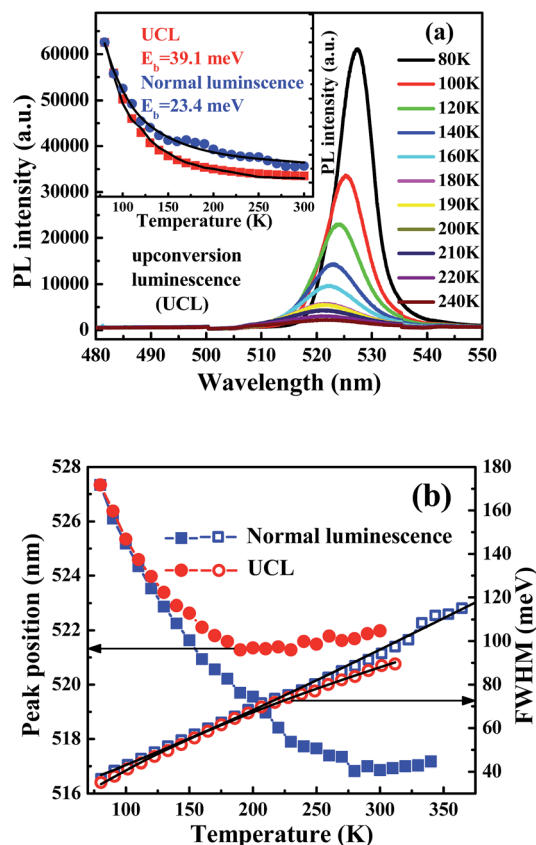 (a)
UCL
E_b=39.1 meV
Normal luminscence
E_b=23.4 meV
PL intensity (a.u.)
60000
50000
40000
30000
20000
10000
0
PL intensity (a.u.)
100 150 200 250 300
Temperature (K)
upconversion
luminescence
(UCL)
80K
100K
120K
140K
160K
180K
190K
200K
210K
220K
240K
480 490 500 510 520 530 540 550
Wavelength (nm)
(b)
Normal luminescence
UCL
Peak position (nm)
528
526
524
522
520
518
516
FWHM (meV)
180
160
140
120
100
80
60
40
100 150 200 250 300 350
Temperature (K)